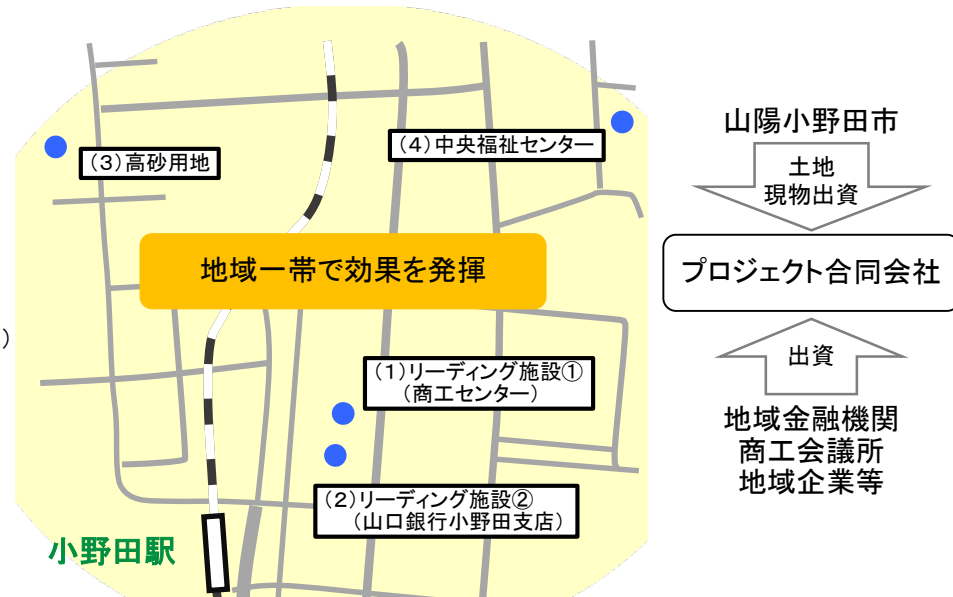 (3)高砂用地
(4)中央福祉センター
地域一帯で効果を発揮
)
(1)リーディング施設①
(商工センター)
(2)リーディング施設②
(山口銀行小野田支店)
小野田駅
山陽小野田市
土地
現物出資
プロジェクト合同会社
出資
地域金融機関
商工会議所
地域企業等